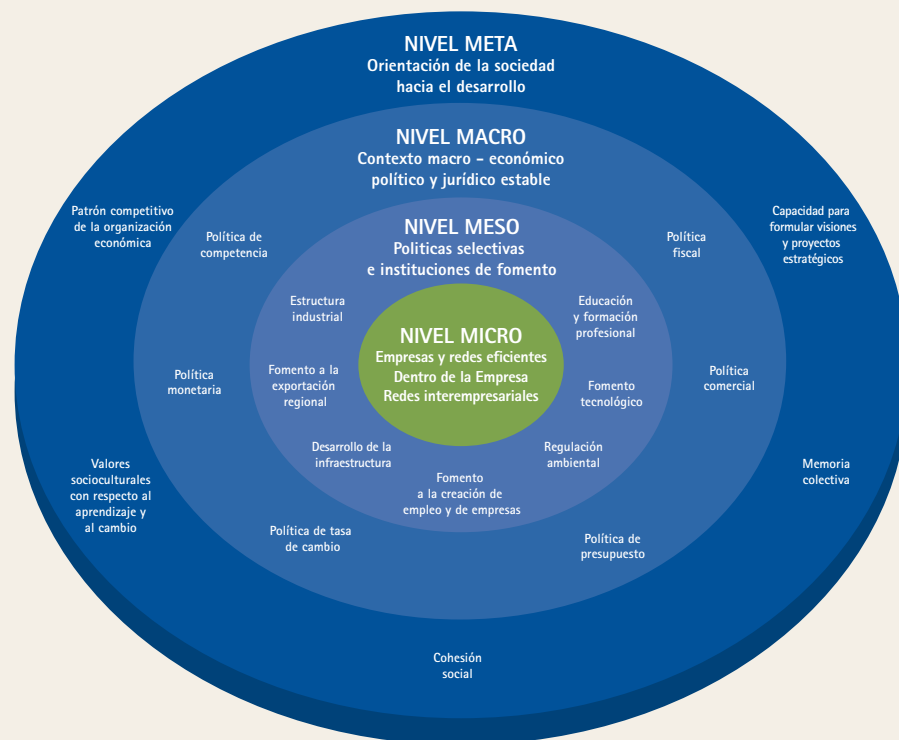 NIVEL META
Orientación de la sociedad
hacia el desarrollo
NIVEL MACRO
Contexto macro - económico
político y jurídico estable
Patrón competitivo
de la organización
económica
Política de
competencia
NIVEL MESO
Politicas selectivas
e instituciones de fomento
Política
fiscal
Capacidad para
formular visiones
y proyectos
estratégicos
Estructura
industrial
Educación
y formación
profesional
NIVEL MICRO
Empresas y redes eficientes
Dentro de la Empresa
Redes interempresariales
Política
monetaria
Fomento a la
exportación
regional
Fomento
tecnológico
Política
comercial
Valores
socioculturales
con respecto al
aprendizaje y
al cambio
Desarrollo de la
infraestructura
Regulación
ambiental
Memoria
colectiva
Fomento
a la creación de
empleo y de empresas
Política de tasa
de cambio
Política de
presupuesto
Cohesión
social